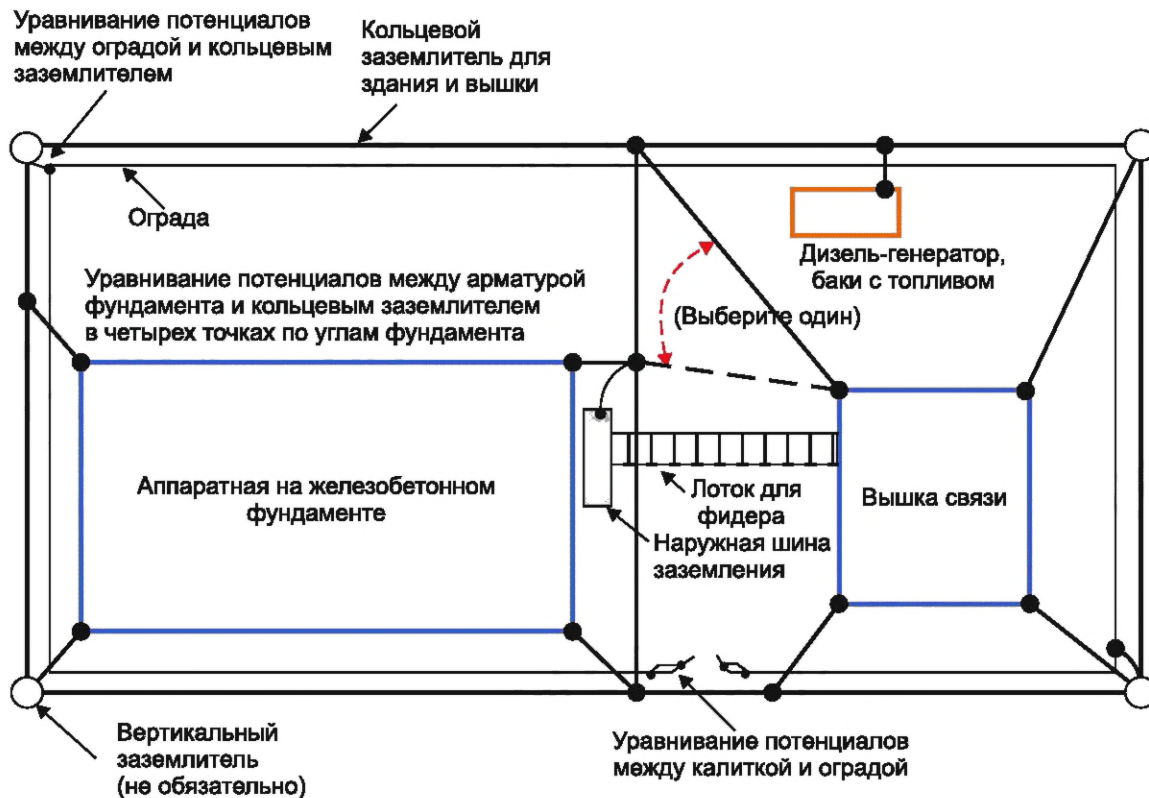 Уравнивание потенциалов
между оградой и кольцевым
заземлителем
Кольцевой
заземлитель для
здания и вышки
Ограда
Уравнивание потенциалов между арматурой
фундамента и кольцевым заземлителем
в четырех точках по углам фундамента
Дизель-генератор,
баки с топливом
(Выберите один)
Аппаратная на железобетонном
фундаменте
Лоток для
фидера
Наружная шина
заземления
Вышка связи
Вертикальный
заземлитель
(не обязательно)
Уравнивание потенциалов
между калиткой и оградой